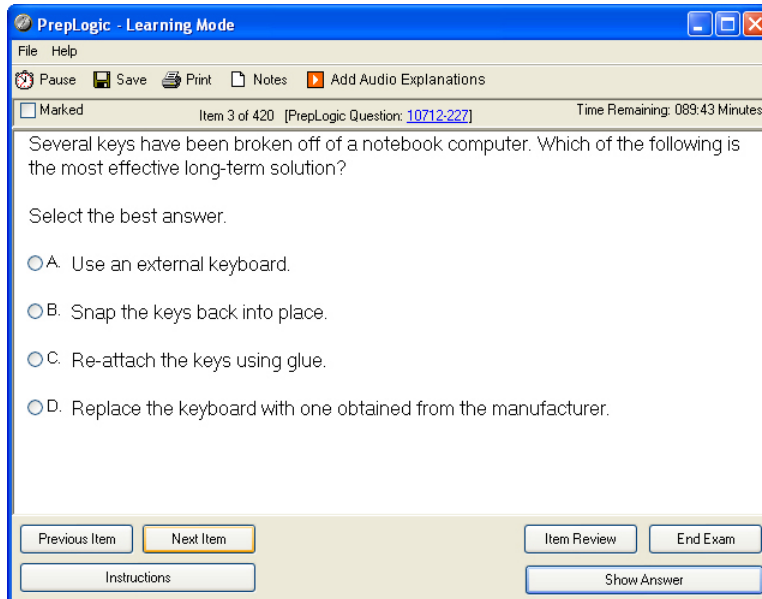 PrepLogic - Learning Mode
File Help
Pause Save Print Notes Add Audio Explanations
Marked Item 3 of 420 [PrepLogic Question: 10712-227] Time Remaining: 089:43 Minutes
Several keys have been broken off of a notebook computer. Which of the following is
the most effective long-term solution?
Select the best answer.
A. Use an external keyboard.
B. Snap the keys back into place.
C. Re-attach the keys using glue.
D. Replace the keyboard with one obtained from the manufacturer.
Previous Item Next Item Item Review End Exam
Instructions Show Answer